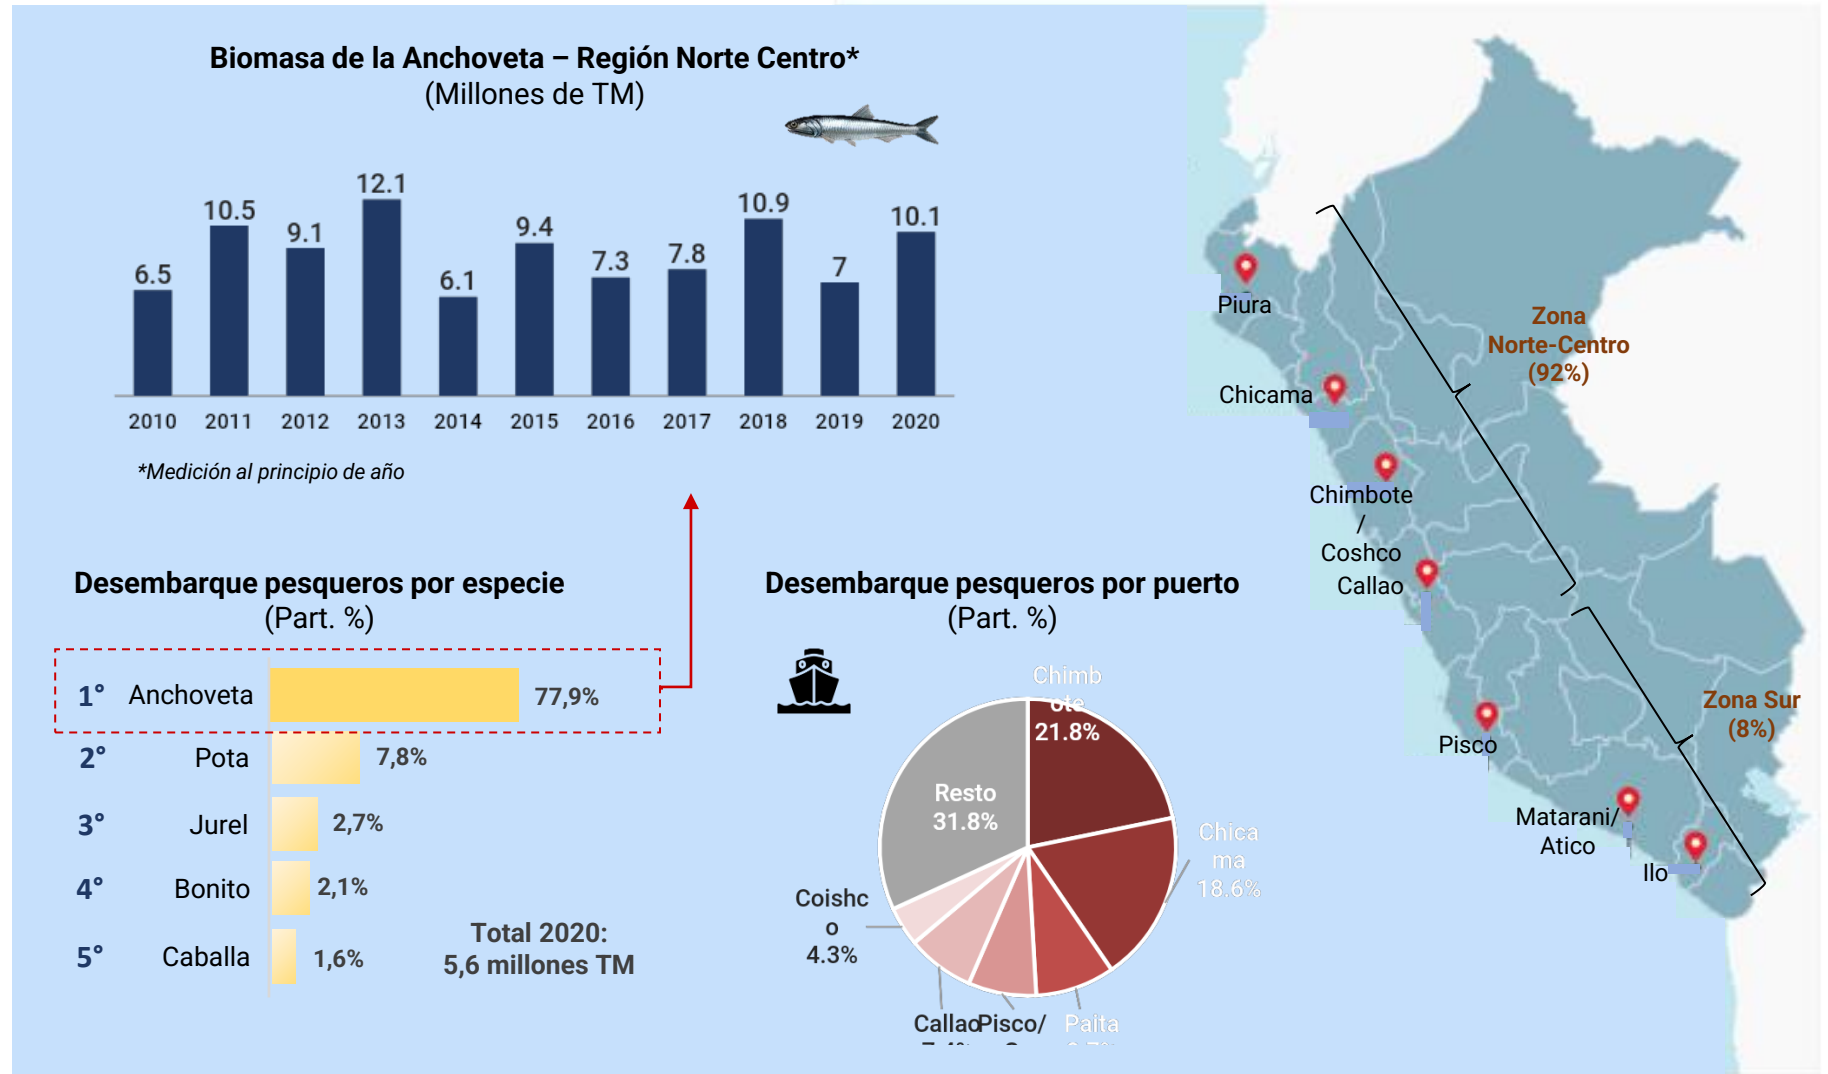 Biomasa de la Anchoveta – Región Norte Centro*
(Millones de TM)
6.5
10.5
9.1
12.1
6.1
9.4
7.3
7.8
10.9
7
10.1
2010
2011
2012
2013
2014
2015
2016
2017
2018
2019
2020
*Medición al principio de año
Desembarque pesqueros por especie
(Part. %)
1° Anchoveta 77,9%
2° Pota 7,8%
3° Jurel 2,7%
4° Bonito 2,1%
5° Caballa 1,6%
Total 2020:
5,6 millones TM
Desembarque pesqueros por puerto
(Part. %)
Chimb
ote
21.8%
Chica
ma
18.6%
Paita
Pisco/
Callao
Coishc
o
4.3%
Resto
31.8%
Piura
Chicama
Chimbote
/
Coshco
Callao
Pisco
Matarani/
Atico
Ilo
Zona
Norte-Centro
(92%)
Zona Sur
(8%)